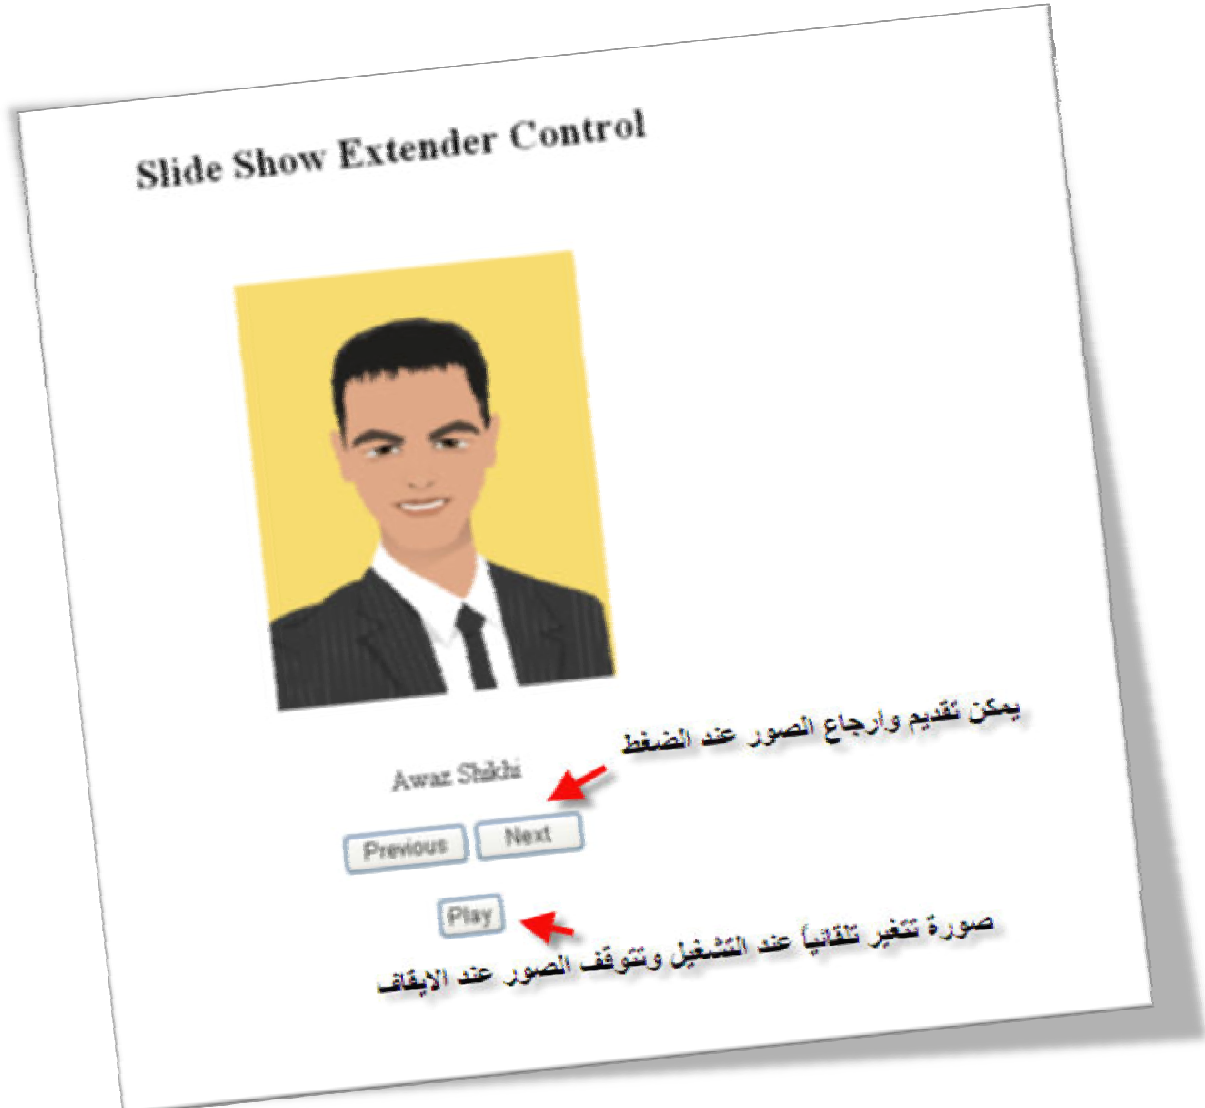 Slide Show Extender Control
يمكن تقديم وارجاع الصور عند الضغط
Awaz Shikhi
Previous Next
Play
صورة تتغير تلقائياً عند التشغيل وتتوقف الصور عند الايقاف